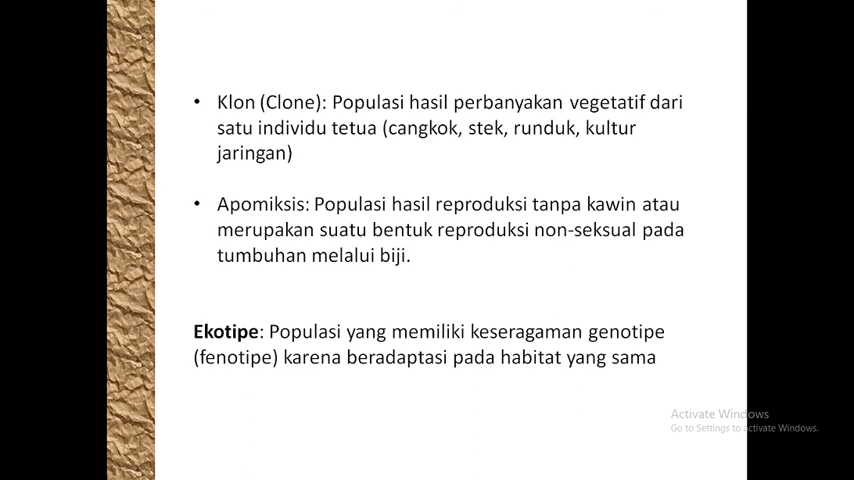 • Klon (Clone): Populasi hasil perbanyakan vegetatif dari
satu individu tetua (cangkok, stek, runduk, kultur
jaringan)
• Apomiksis: Populasi hasil reproduksi tanpa kawin atau
merupakan suatu bentuk reproduksi non-seksual pada
tumbuhan melalui biji.
Ekotipe: Populasi yang memiliki keseragaman genotipe
(fenotipe) karena beradaptasi pada habitat yang sama
Activate Windows
Go to Settings to activate Windows.